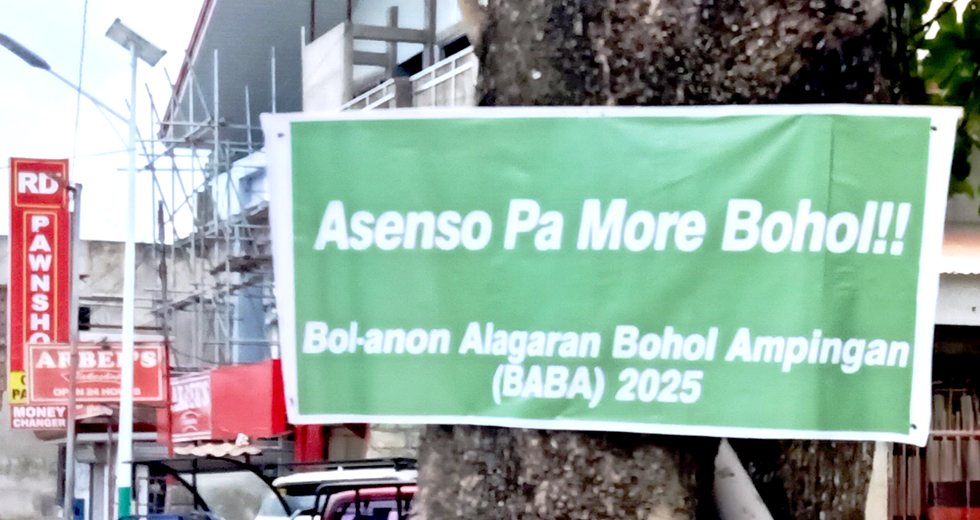 RD
PAWNSHO
ARBEE'S
OPEN 24 HOURS
MONEY
CHANGER
Asenso Pa More Bohol!!!
Bol-anon Alagaran Bohol Ampingan
(BABA) 2025